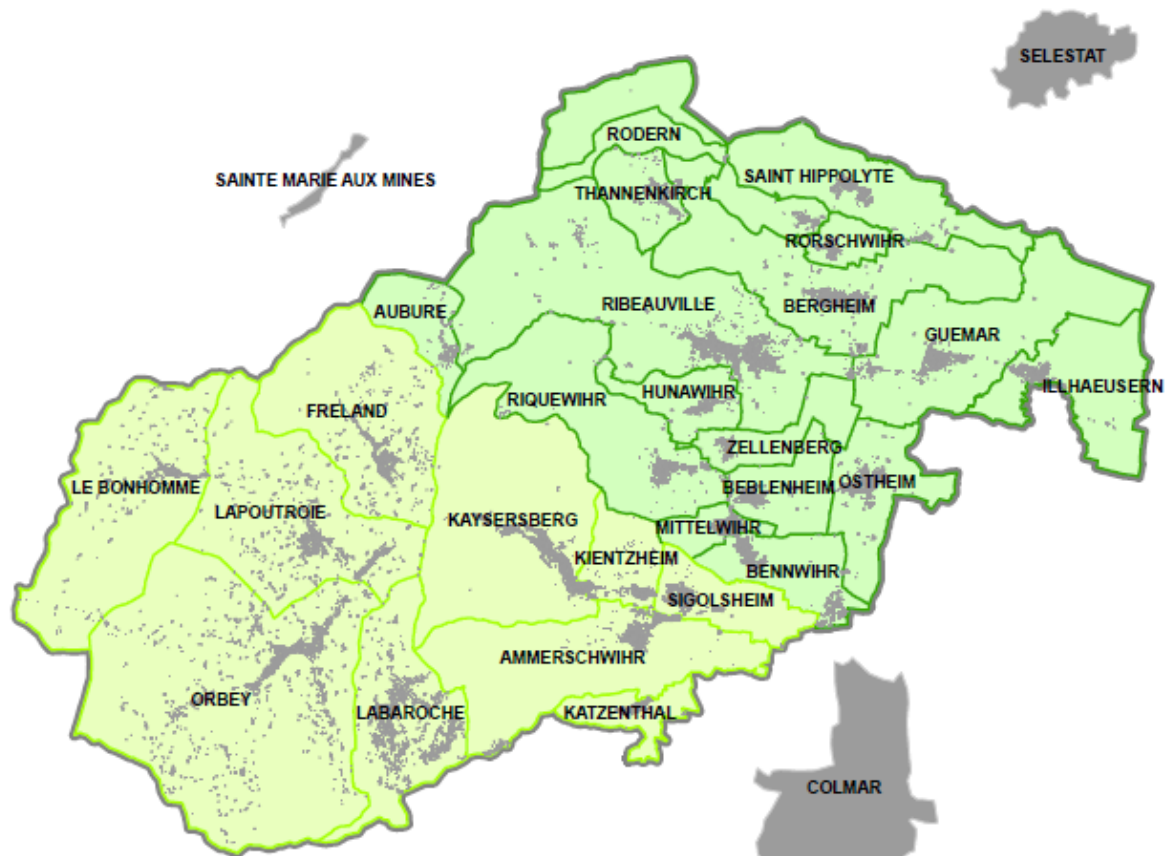 SELESTAT
RODERN
SAINTE MARIE AUX MINES
SAINT HIPPOLYTE
THANNENKIRCH
RORSCHWIHR
RIBEAUVILLE
BERGHEIM
AUBURE
GUEMAR
ILLHAEUSERN
HUNAWIHR
RIQUEWIHR
FRELAND
ZELLENBERG
OSTHEIM
LE BONHOMME
BEBLENHEIM
LAPOUTROIE
KAYSERSBERG
MITTELWIHR
KIENTZHEIM
BENNWIHR
SIGOLSHEIM
AMMERSCHWIHR
ORBEY
LABAROCHE
KATZENTHAL
COLMAR